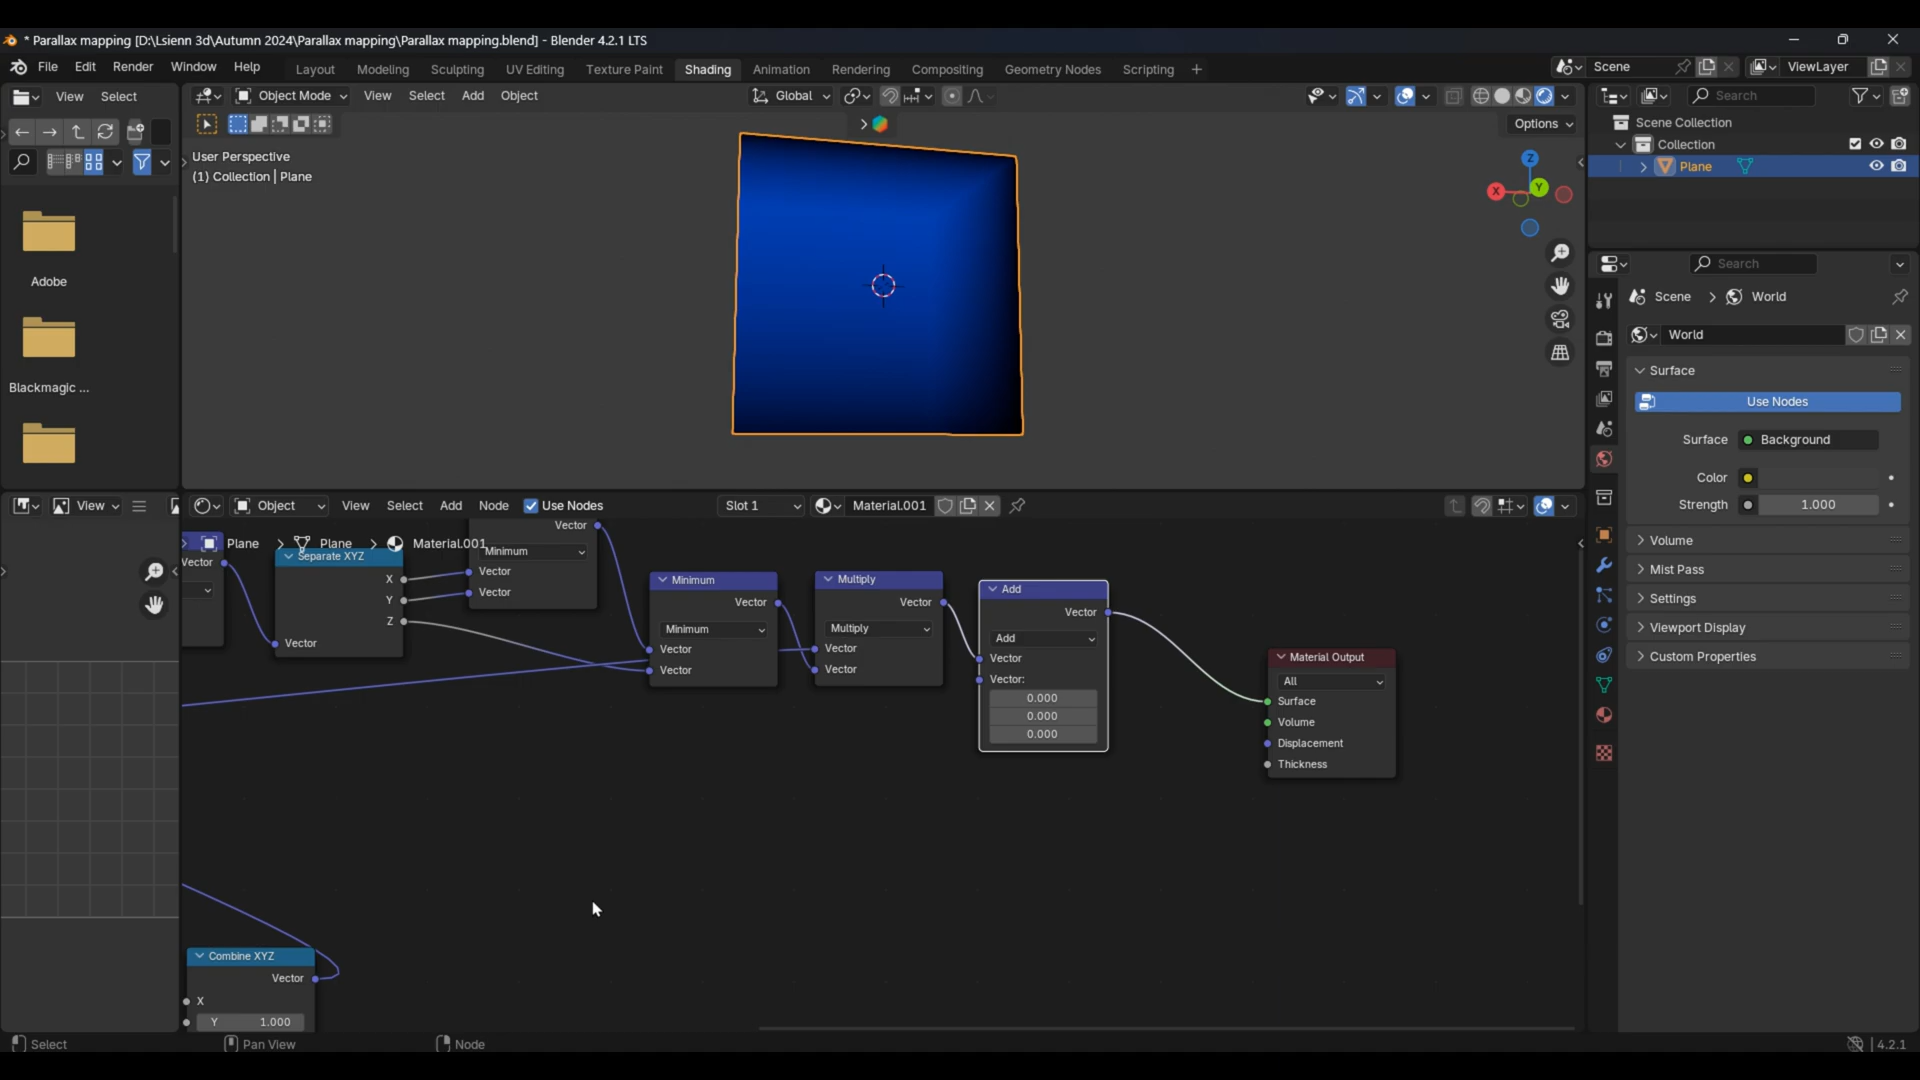 * Parallax mapping [D:\Lsienn 3d\Autumn 2024\Parallax mapping\Parallax mapping.blend] - Blender 4.2.1 LTS
File Edit Render Window Help
Layout Modeling Sculpting UV Editing Texture Paint Shading Animation Rendering Compositing Geometry Nodes Scripting +
Scene
ViewLayer
View Select
Object Mode View Select Add Object
Global
Search
Options
User Perspective
(1) Collection | Plane
Scene Collection
Collection
Plane
Z
X
Y
Adobe
Blackmagic ...
Search
Scene > World
World
Surface
Use Nodes
Surface Background
Color
Strength 1.000
Volume
Mist Pass
Settings
Viewport Display
Custom Properties
View
Object View Select Add Node Use Nodes
Slot 1
Material.001
Plane > Plane > Material.001
Vector
Separate XYZ
X
Y
Z
Vector
Vector
Minimum
Vector
Vector
Minimum
Vector
Minimum
Vector
Vector
Multiply
Vector
Multiply
Vector
Vector
Add
Vector
Add
Vector
Vector:
0.000
0.000
0.000
Material Output
All
Surface
Volume
Displacement
Thickness
Combine XYZ
Vector
X
Y 1.000
Select
Pan View
Node
4.2.1